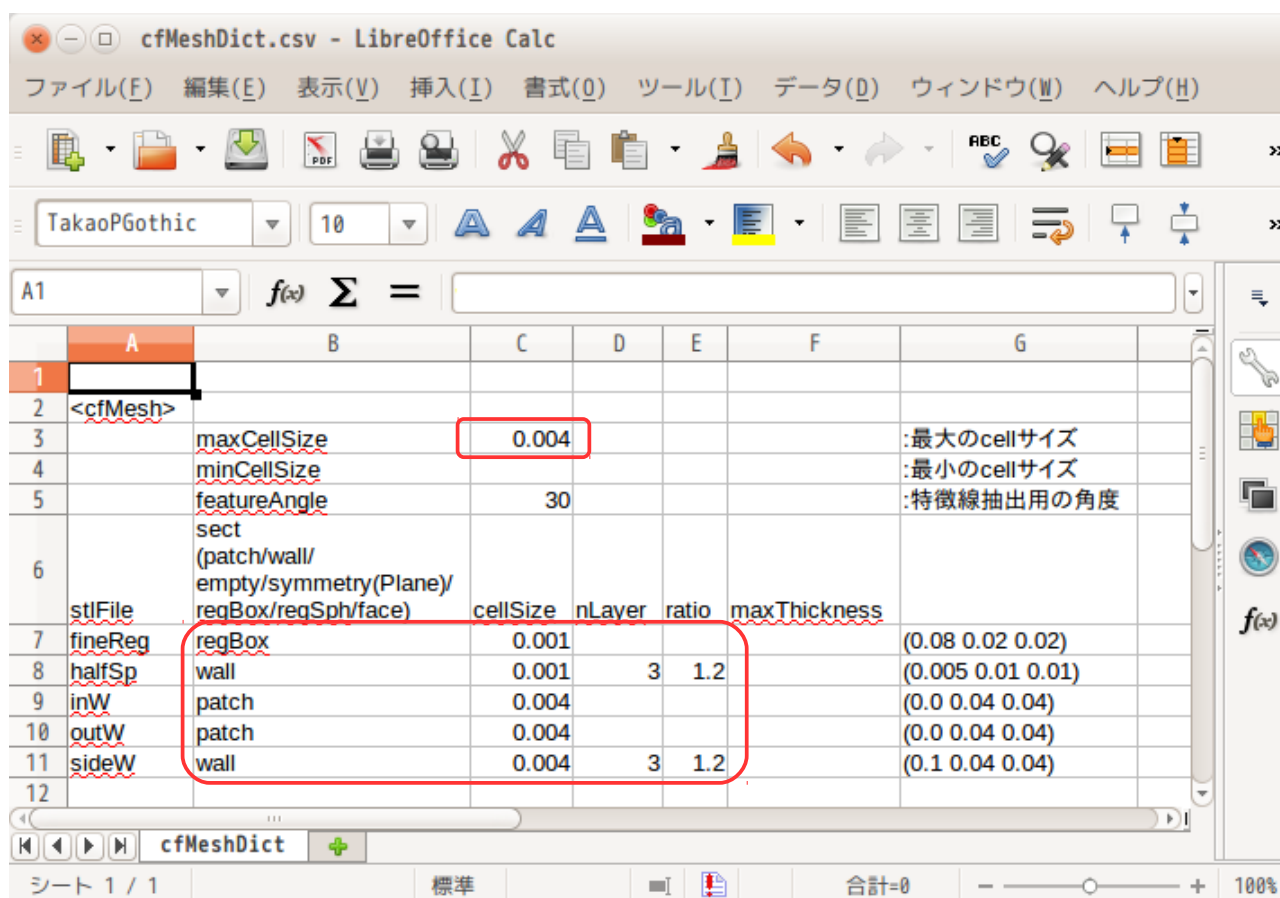 cfMeshDict.csv - LibreOffice Calc
ファイル(F) 編集(E) 表示(V) 挿入(I) 書式(O) ツール(T) データ(D) ウィンドウ(W) ヘルプ(H)
PDF ABC »
TakaoPGothic 10 a »
A1 f(x) Σ =
A B C D E F G
1
2 <cfMesh>
3 maxCellSize 0.004 :最大のcellサイズ
4 minCellSize :最小のcellサイズ
5 featureAngle 30 :特徴線抽出用の角度
sect
(patch/wall/
empty/symmetry(Plane)/
6 stlFile regBox/regSph/face) cellSize nLayer ratio maxThickness
7 fineReg regBox 0.001 (0.08 0.02 0.02)
8 halfSp wall 0.001 3 1.2 (0.005 0.01 0.01)
9 inW patch 0.004 (0.0 0.04 0.04)
10 outW patch 0.004 (0.0 0.04 0.04)
11 sideW wall 0.004 3 1.2 (0.1 0.04 0.04)
12
f(x)
cfMeshDict
シート 1 / 1 標準 合計=0 100%